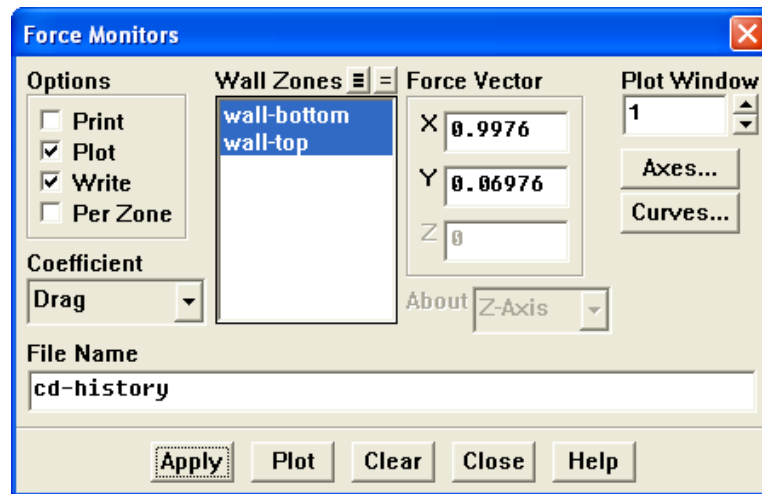 Force Monitors
Options
Print
Plot
Write
Per Zone
Coefficient
Drag
Wall Zones
wall-bottom
wall-top
Force Vector
X 0.9976
Y 0.06976
Z 0
About Z-Axis
Plot Window
1
Axes...
Curves...
File Name
cd-history
Apply Plot Clear Close Help